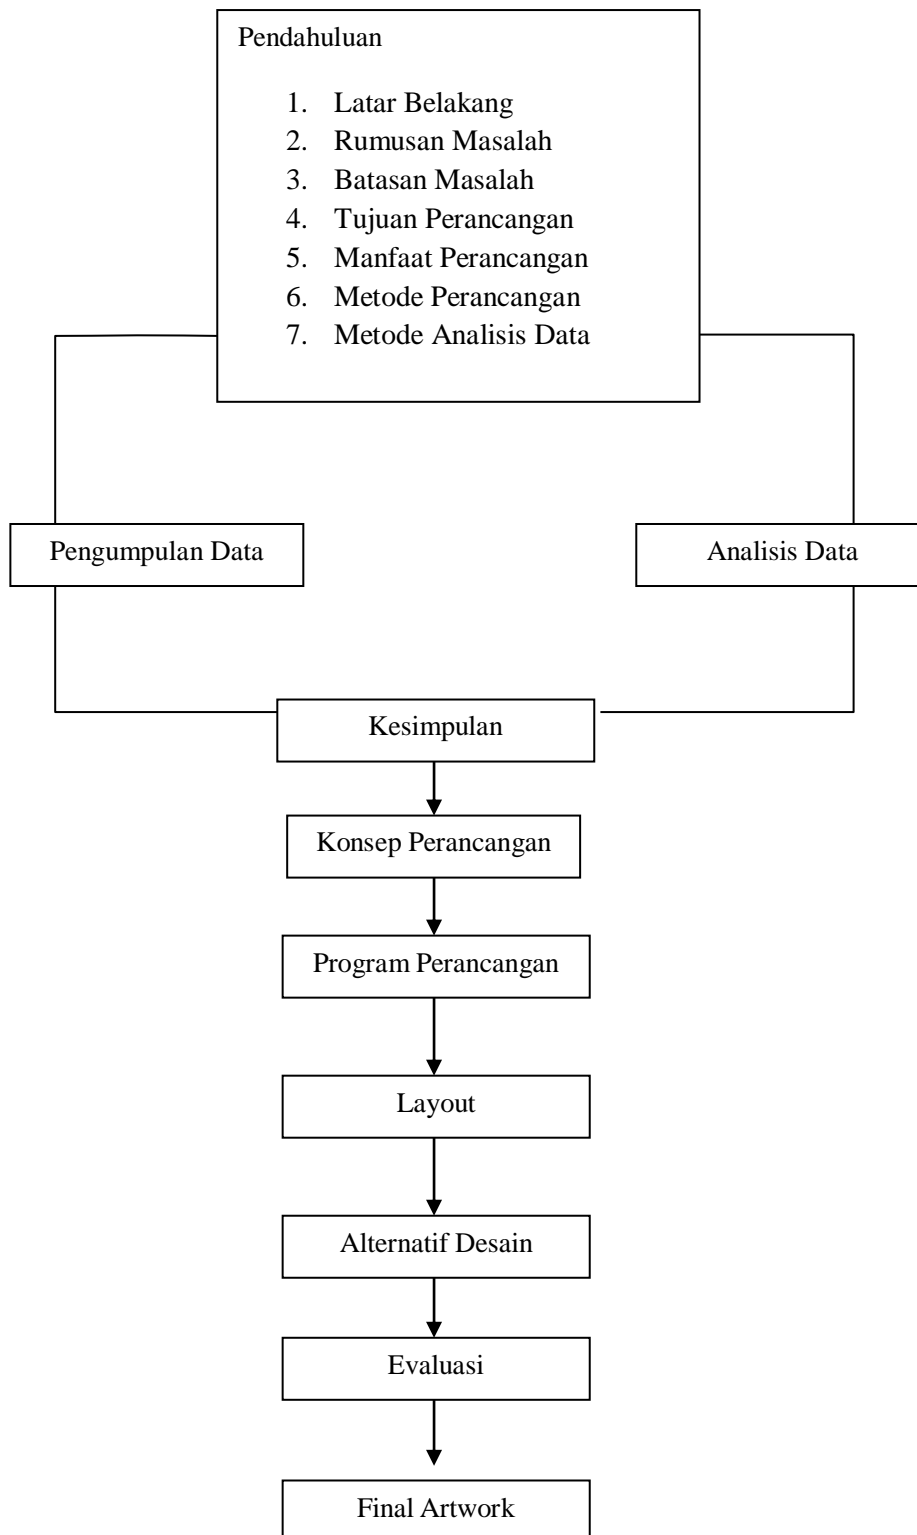 Pendahuluan
1. Latar Belakang
2. Rumusan Masalah
3. Batasan Masalah
4. Tujuan Perancangan
5. Manfaat Perancangan
6. Metode Perancangan
7. Metode Analisis Data
Pengumpulan Data
Analisis Data
Kesimpulan
Konsep Perancangan
Program Perancangan
Layout
Alternatif Desain
Evaluasi
Final Artwork